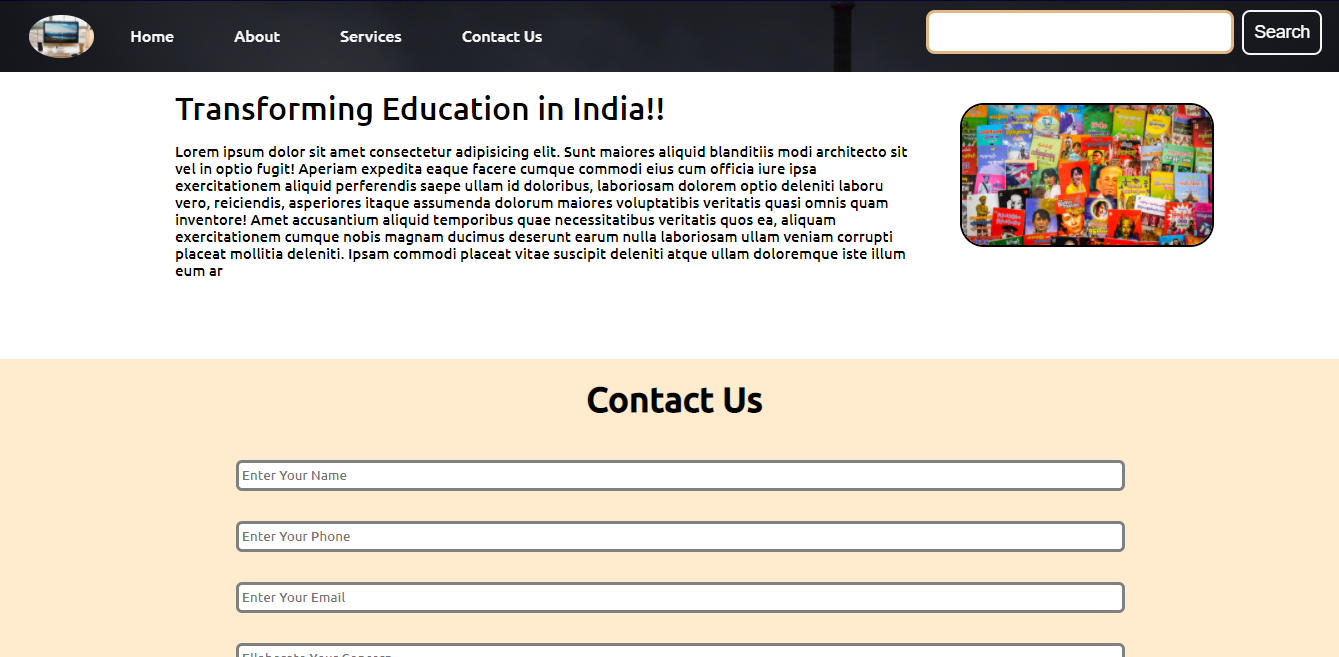 Home About Services Contact Us Search
Transforming Education in India!!
Lorem ipsum dolor sit amet consectetur adipisicing elit. Sunt maiores aliquid blanditiis modi architecto sit
vel in optio fugit! Aperiam expedita eaque facere cumque commodi eius cum officia iure ipsa
exercitationem aliquid perferendis saepe ullam id doloribus, laboriosam dolorem optio deleniti laboru
vero, reiciendis, asperiores itaque assumenda dolorum maiores voluptatibus veritatis quasi omnis quam
inventore! Amet accusantium aliquid temporibus quae necessitatibus veritatis quos ea, aliquam
exercitationem cumque nobis magnam ducimus deserunt earum nulla laboriosam ullam veniam corrupti
placeat mollitia deleniti. Ipsam commodi placeat vitae suscipit deleniti atque ullam doloremque iste illum
eum ar
Contact Us
Enter Your Name
Enter Your Phone
Enter Your Email
Ellaborate Your Concern